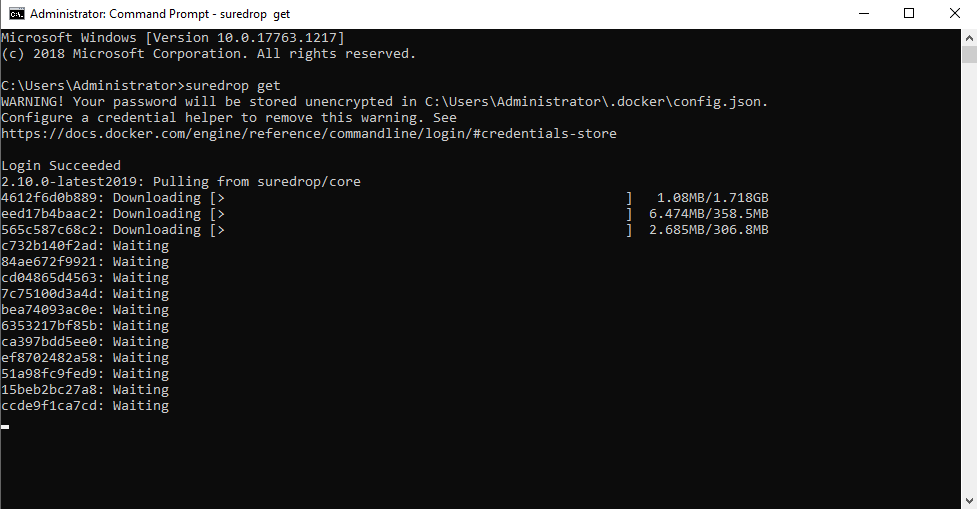 Administrator: Command Prompt - suredrop  get
Microsoft Windows [Version 10.0.17763.1217]
(c) 2018 Microsoft Corporation. All rights reserved.
C:\Users\Administrator>suredrop get
WARNING! Your password will be stored unencrypted in C:\Users\Administrator\.docker\config.json.
Configure a credential helper to remove this warning. See
https://docs.docker.com/engine/reference/commandline/login/#credentials-store
Login Succeeded
2.10.0-latest2019: Pulling from suredrop/core
4612f6d0b889: Downloading [>                                                  ]   1.08MB/1.718GB
eed17b4baac2: Downloading [>                                                  ]  6.474MB/358.5MB
565c587c68c2: Downloading [>                                                  ]  2.685MB/306.8MB
c732b140f2ad: Waiting
84ae672f9921: Waiting
cd04865d4563: Waiting
7c75100d3a4d: Waiting
bea74093ac0e: Waiting
6353217bf85b: Waiting
ca397bdd5ee0: Waiting
ef8702482a58: Waiting
51a98fc9fed9: Waiting
15beb2bc27a8: Waiting
ccde9f1ca7cd: Waiting